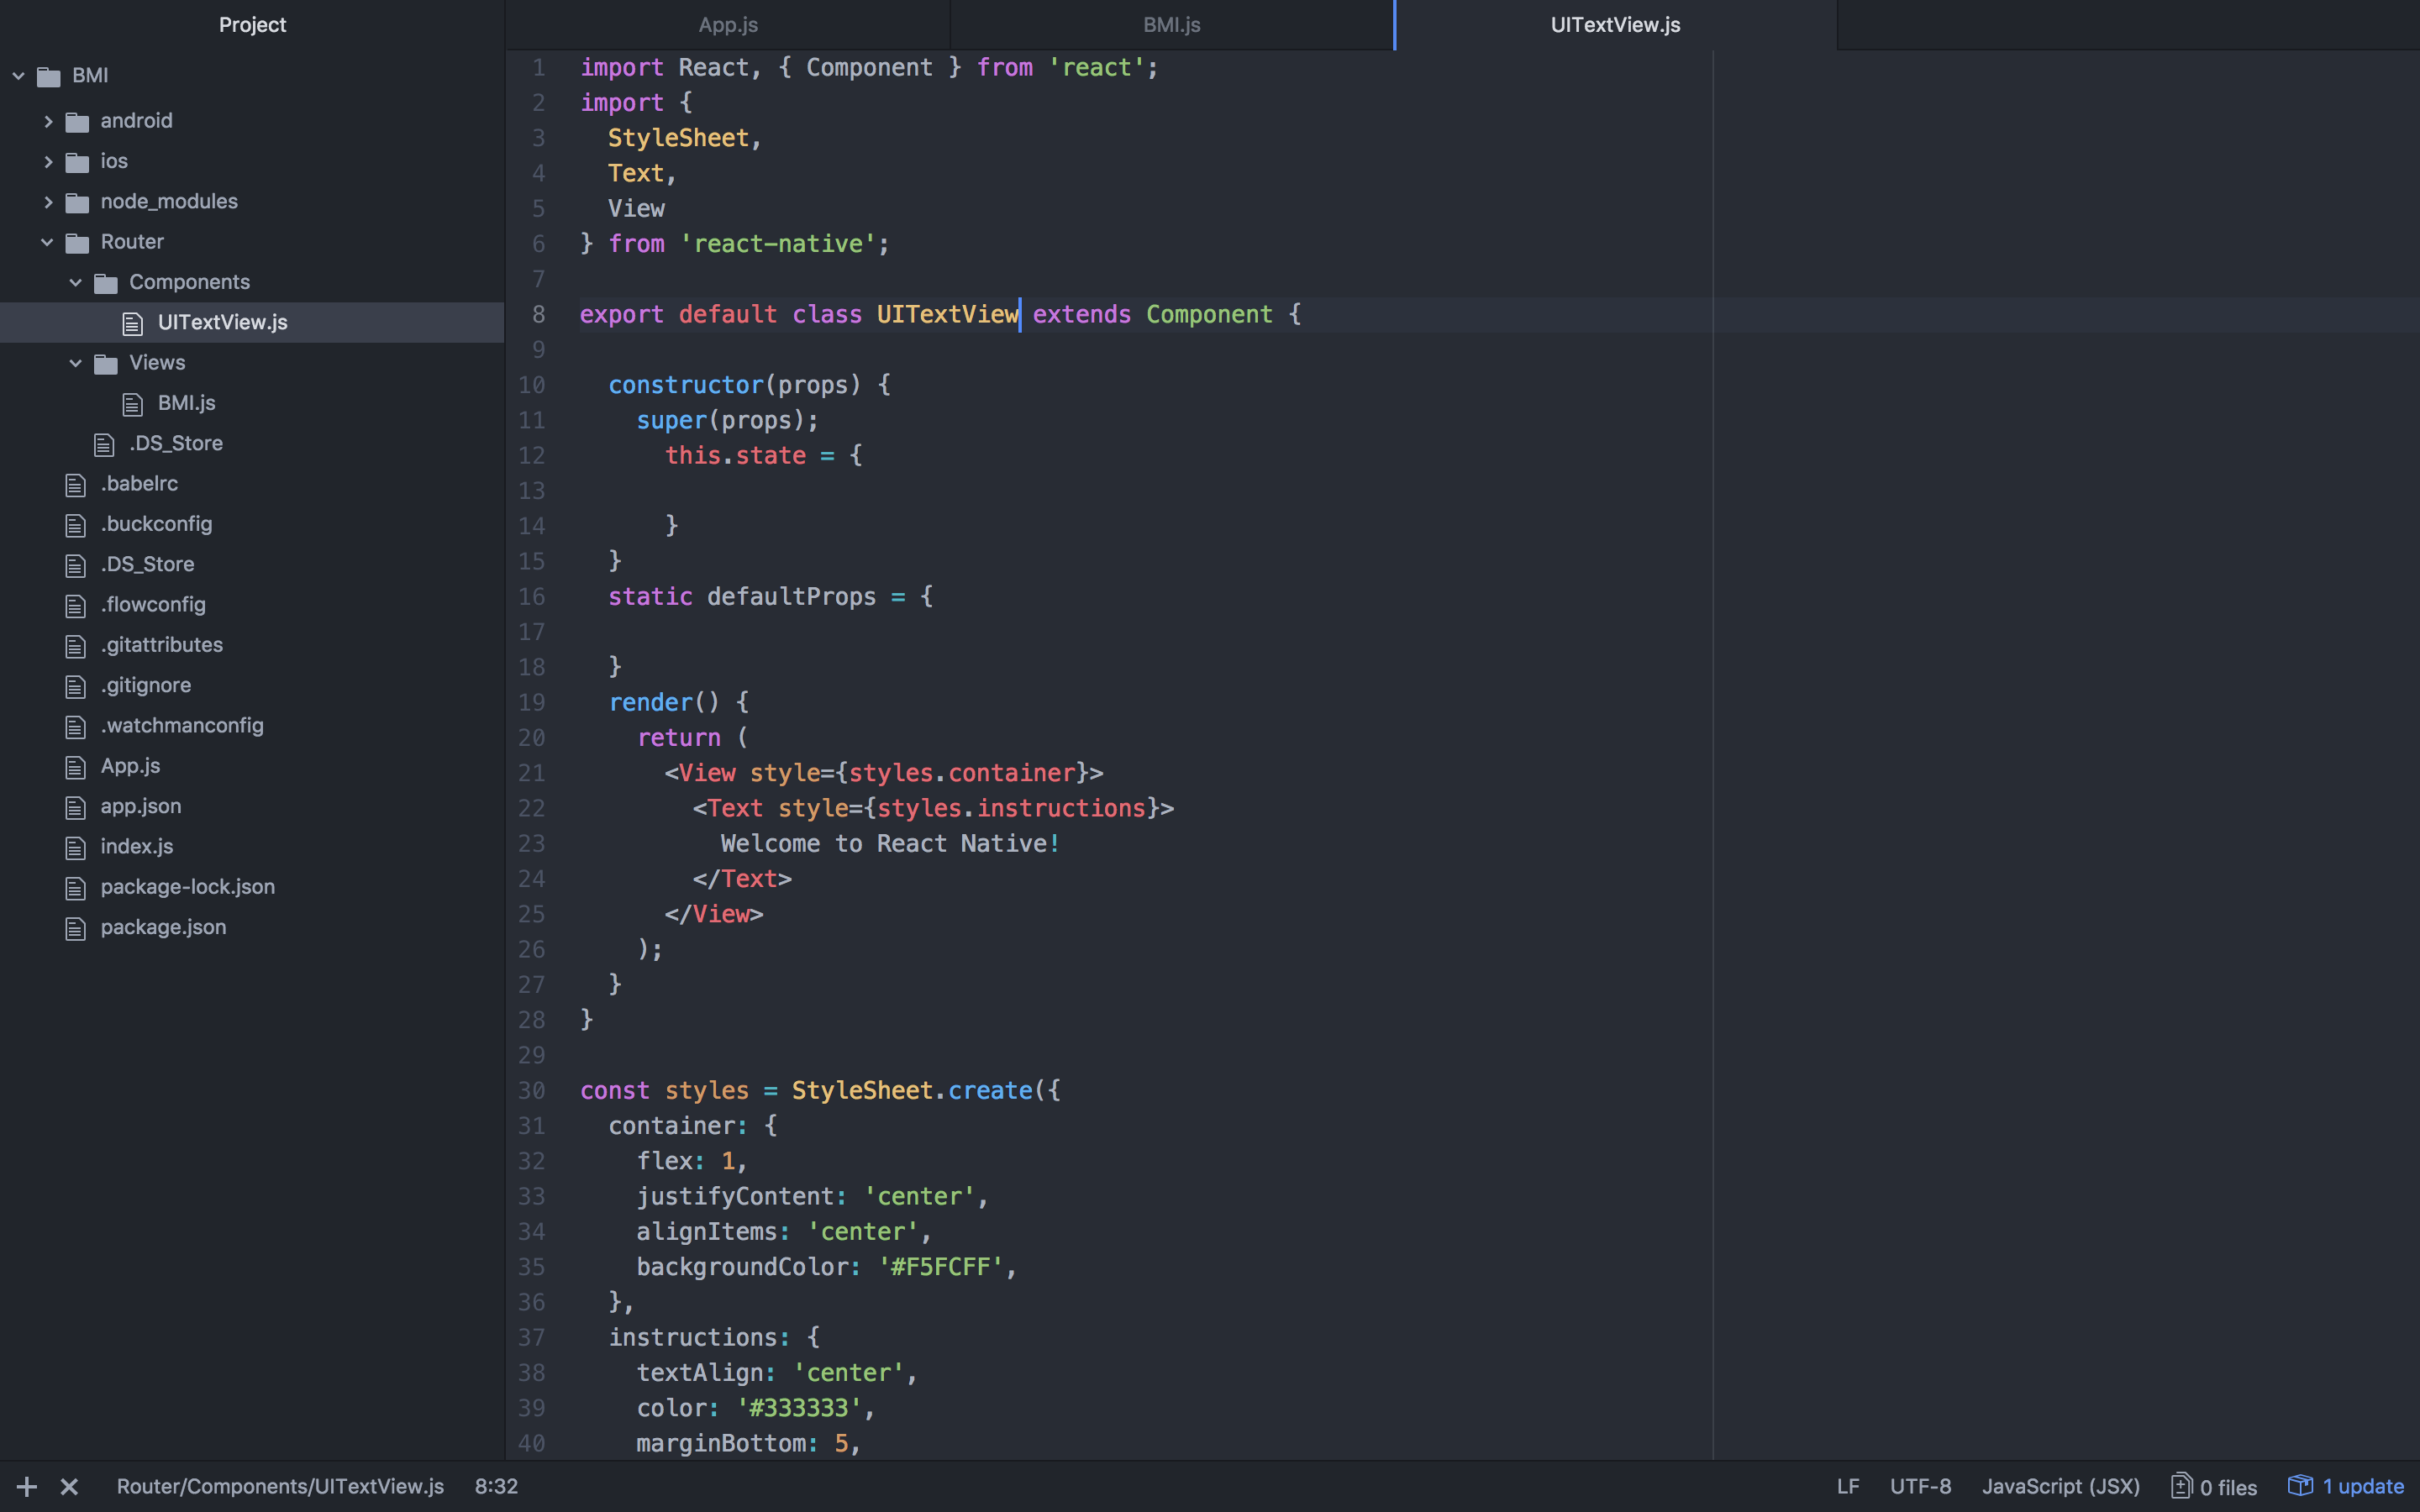 Project
BMI
android
ios
node_modules
Router
Components
UITextView.js
Views
BMI.js
.DS_Store
.babelrc
.buckconfig
.DS_Store
.flowconfig
.gitattributes
.gitignore
.watchmanconfig
App.js
app.json
index.js
package-lock.json
package.json
App.js BMI.js UITextView.js
1 import React, { Component } from 'react';
2 import {
3   StyleSheet,
4   Text,
5   View
6 } from 'react-native';
7
8 export default class UITextView extends Component {
9
10   constructor(props) {
11     super(props);
12       this.state = {
13
14       }
15   }
16   static defaultProps = {
17
18   }
19   render() {
20     return (
21       <View style={styles.container}>
22         <Text style={styles.instructions}>
23           Welcome to React Native!
24         </Text>
25       </View>
26     );
27   }
28 }
29
30 const styles = StyleSheet.create({
31   container: {
32     flex: 1,
33     justifyContent: 'center',
34     alignItems: 'center',
35     backgroundColor: '#F5FCFF',
36   },
37   instructions: {
38     textAlign: 'center',
39     color: '#333333',
40     marginBottom: 5,
Router/Components/UITextView.js 8:32 LF UTF-8 JavaScript (JSX) 0 files 1 update